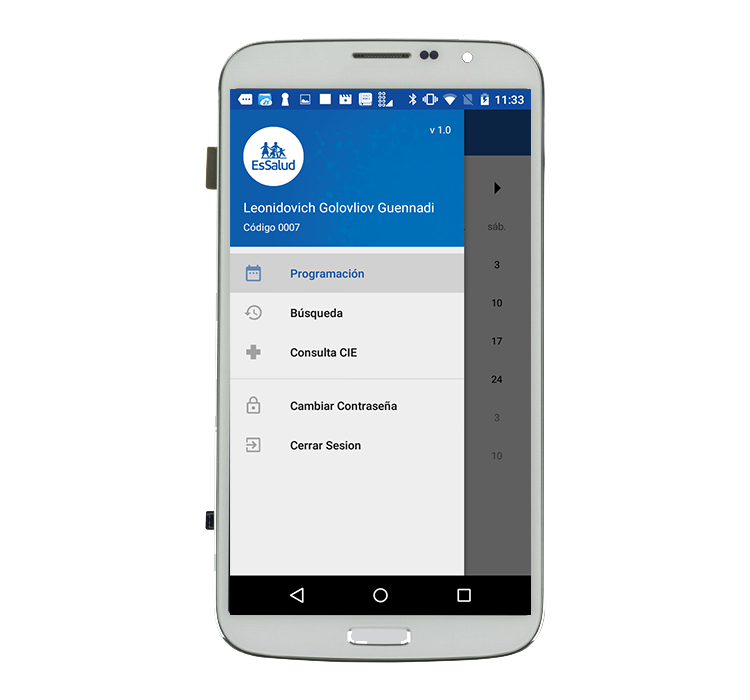 11:33
v 1.0
EsSalud
Leonidovich Golovliov Guennadi
Código 0007
sáb.
Programación
3
Búsqueda
10
Consulta CIE
17
24
Cambiar Contraseña
3
Cerrar Sesion
10